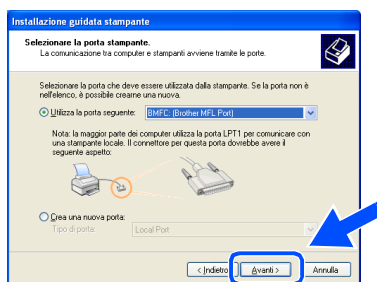 Installazione guidata stampante
Selezionare la porta stampante.
La comunicazione tra computer e stampanti avviene tramite le porte.
Selezionare la porta che deve essere utilizzata dalla stampante. Se la porta non è
nell'elenco, è possibile crearne una nuova.
Utilizza la porta seguente: BMFC: (Brother MFL Port)
Nota: la maggior parte dei computer utilizza la porta LPT1 per comunicare con
una stampante locale. Il connettore per questa porta dovrebbe avere il
seguente aspetto:
Crea una nuova porta:
Tipo di porta: Local Port
< Indietro Avanti > Annulla